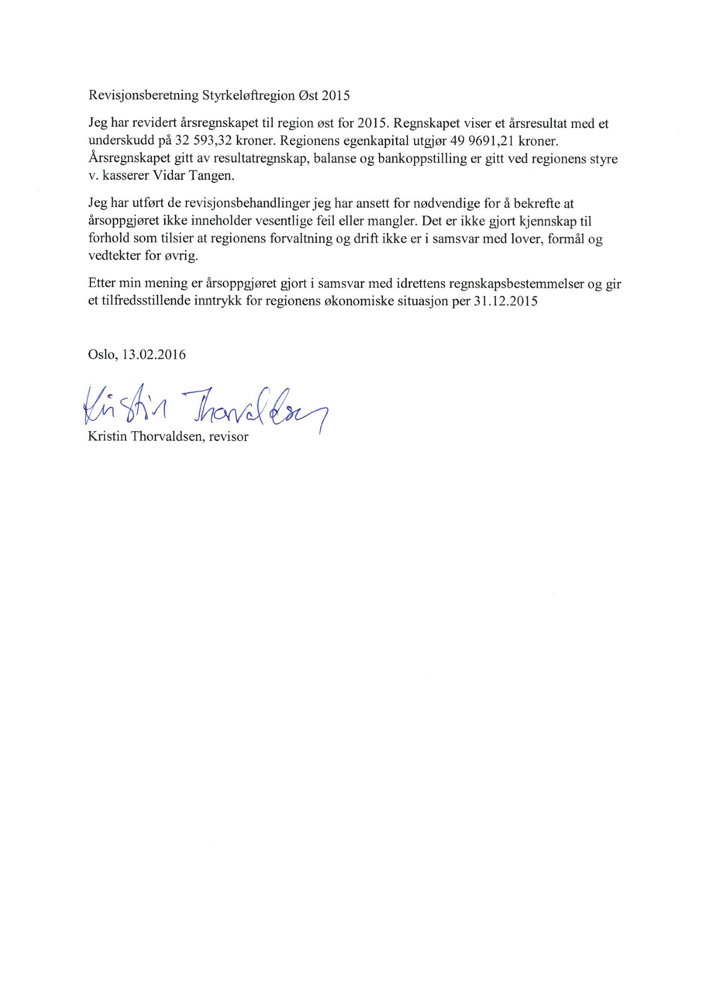 Revisjonsberetning Styrkeløftregion Øst 2015
Jeg har revidert årsregnskapet til region øst for 2015. Regnskapet viser et årsresultat med et
underskudd på 32 593,32 kroner. Regionens egenkapital utgjør 49 9691,21 kroner.
Årsregnskapet gitt av resultatregnskap, balanse og bankoppstilling er gitt ved regionens styre
v. kasserer Vidar Tangen.
Jeg har utført de revisjonsbehandlinger jeg har ansett for nødvendige for å bekrefte at
årsoppgjøret ikke inneholder vesentlige feil eller mangler. Det er ikke gjort kjennskap til
forhold som tilsier at regionens forvaltning og drift ikke er i samsvar med lover, formål og
vedtekter for øvrig.
Etter min mening er årsoppgjøret gjort i samsvar med idrettens regnskapsbestemmelser og gir
et tilfredsstillende inntrykk for regionens økonomiske situasjon per 31.12.2015
Oslo, 13.02.2016
Kristin Thorvaldsen
Kristin Thorvaldsen, revisor